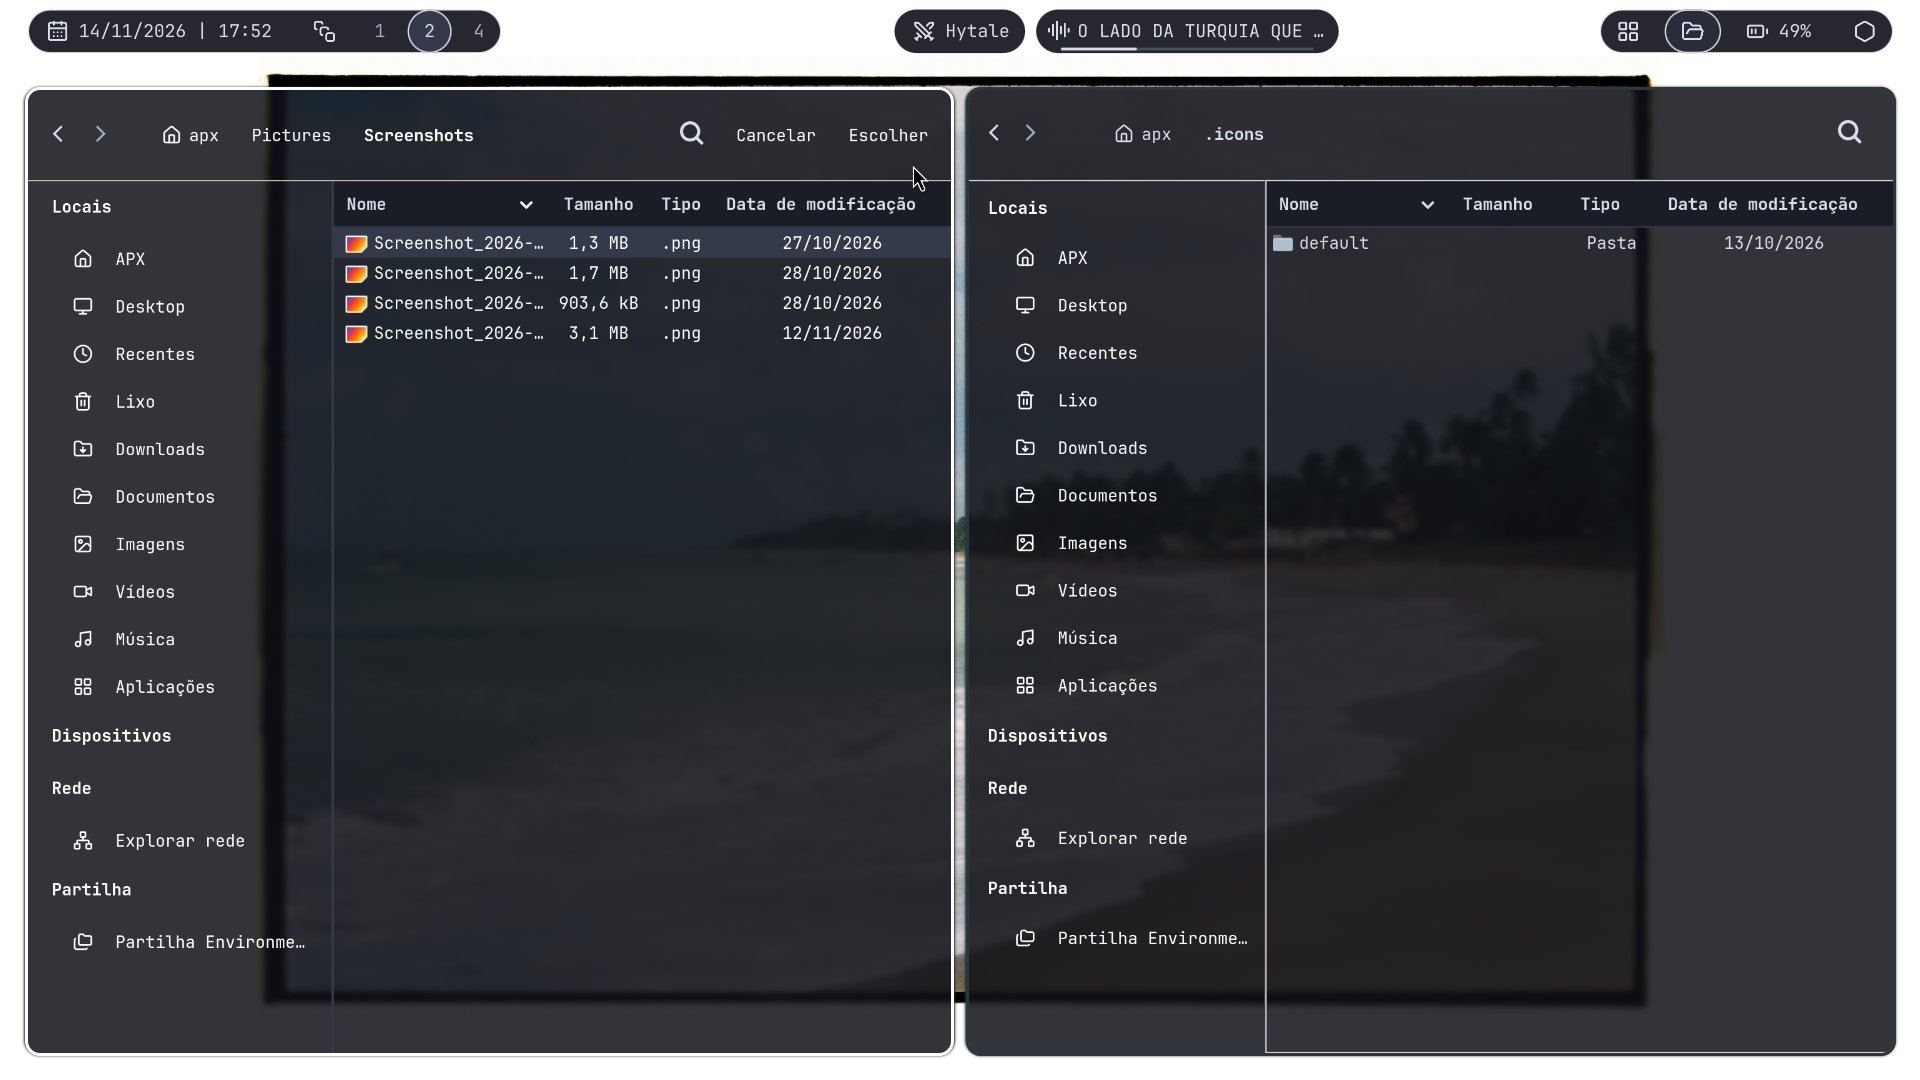 14/11/2026 | 17:52
1
2
4
Hytale
O LADO DA TURQUIA QUE …
49%
apx
Pictures
Screenshots
Cancelar
Escolher
Locais
APX
Desktop
Recentes
Lixo
Downloads
Documentos
Imagens
Vídeos
Música
Aplicações
Dispositivos
Rede
Explorar rede
Partilha
Partilha Environme…
Nome Tamanho Tipo Data de modificação
Screenshot_2026-… 1,3 MB .png 27/10/2026
Screenshot_2026-… 1,7 MB .png 28/10/2026
Screenshot_2026-… 903,6 kB .png 28/10/2026
Screenshot_2026-… 3,1 MB .png 12/11/2026
apx
.icons
Locais
APX
Desktop
Recentes
Lixo
Downloads
Documentos
Imagens
Vídeos
Música
Aplicações
Dispositivos
Rede
Explorar rede
Partilha
Partilha Environme…
Nome Tamanho Tipo Data de modificação
default Pasta 13/10/2026